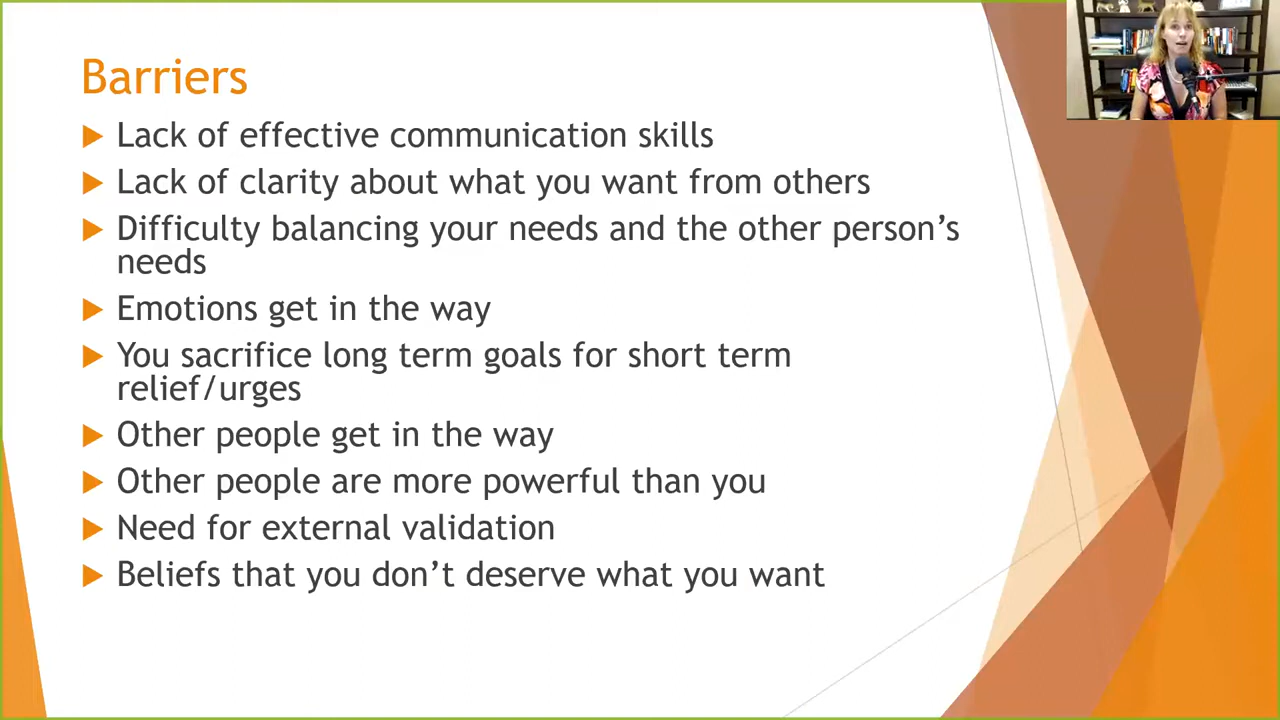 Barriers
Lack of effective communication skills
Lack of clarity about what you want from others
Difficulty balancing your needs and the other person’s
needs
Emotions get in the way
You sacrifice long term goals for short term
relief/urges
Other people get in the way
Other people are more powerful than you
Need for external validation
Beliefs that you don’t deserve what you want